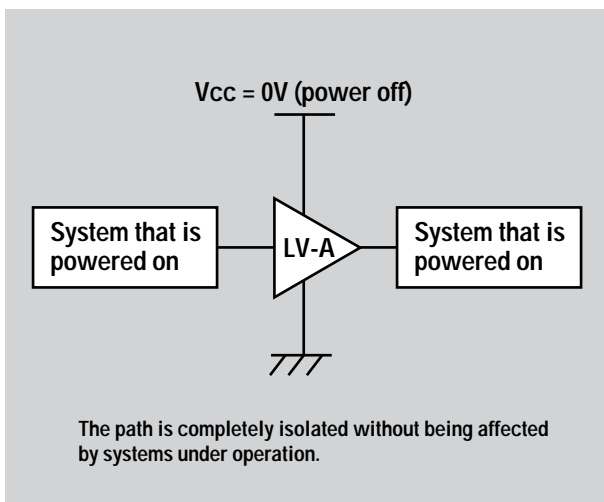 Vcc = 0V (power off)
System that is
powered on
LV-A
System that is
powered on
The path is completely isolated without being affected
by systems under operation.